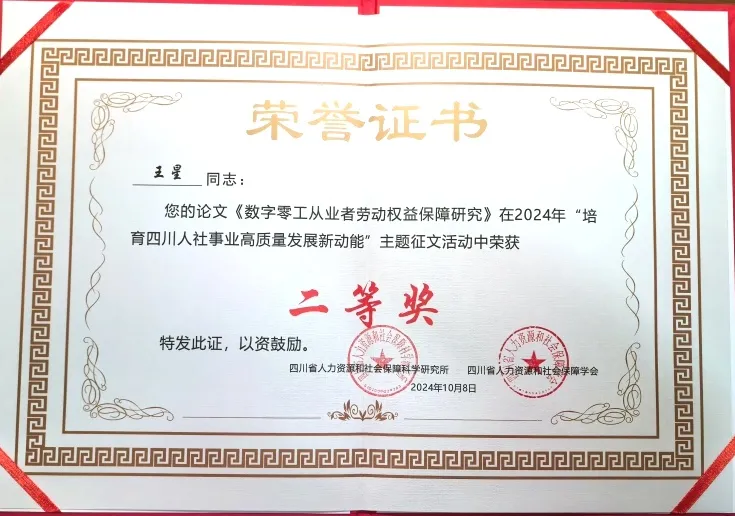 荣誉证书
王星 同志：
您的论文《数字零工从业者劳动权益保障研究》在2024年“培
育四川人社事业高质量发展新动能”主题征文活动中荣获
二等奖
特发此证，以资鼓励。
四川省人力资源和社会保障科学研究所 四川省人力资源和社会保障学会
2024年10月8日